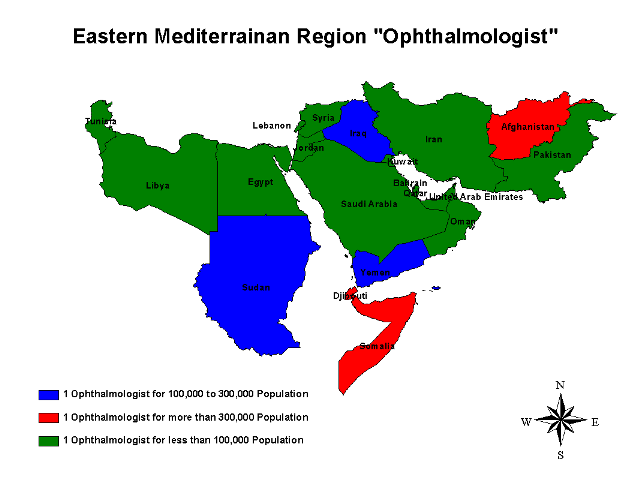 Eastern Mediterrainan Region "Ophthalmologist"
Tunisia
Lebanon
Syria
Iraq
Iran
Afghanistan
Jordan
Kuwait
Pakistan
Libya
Egypt
Bahrain
Qatar
United Arab Emirates
Saudi Arabia
Oman
Sudan
Yemen
Djibouti
Somalia
1 Ophthalmologist for 100,000 to 300,000 Population
1 Ophthalmologist for more than 300,000 Population
1 Ophthalmologist for less than 100,000 Population
N
W E
S